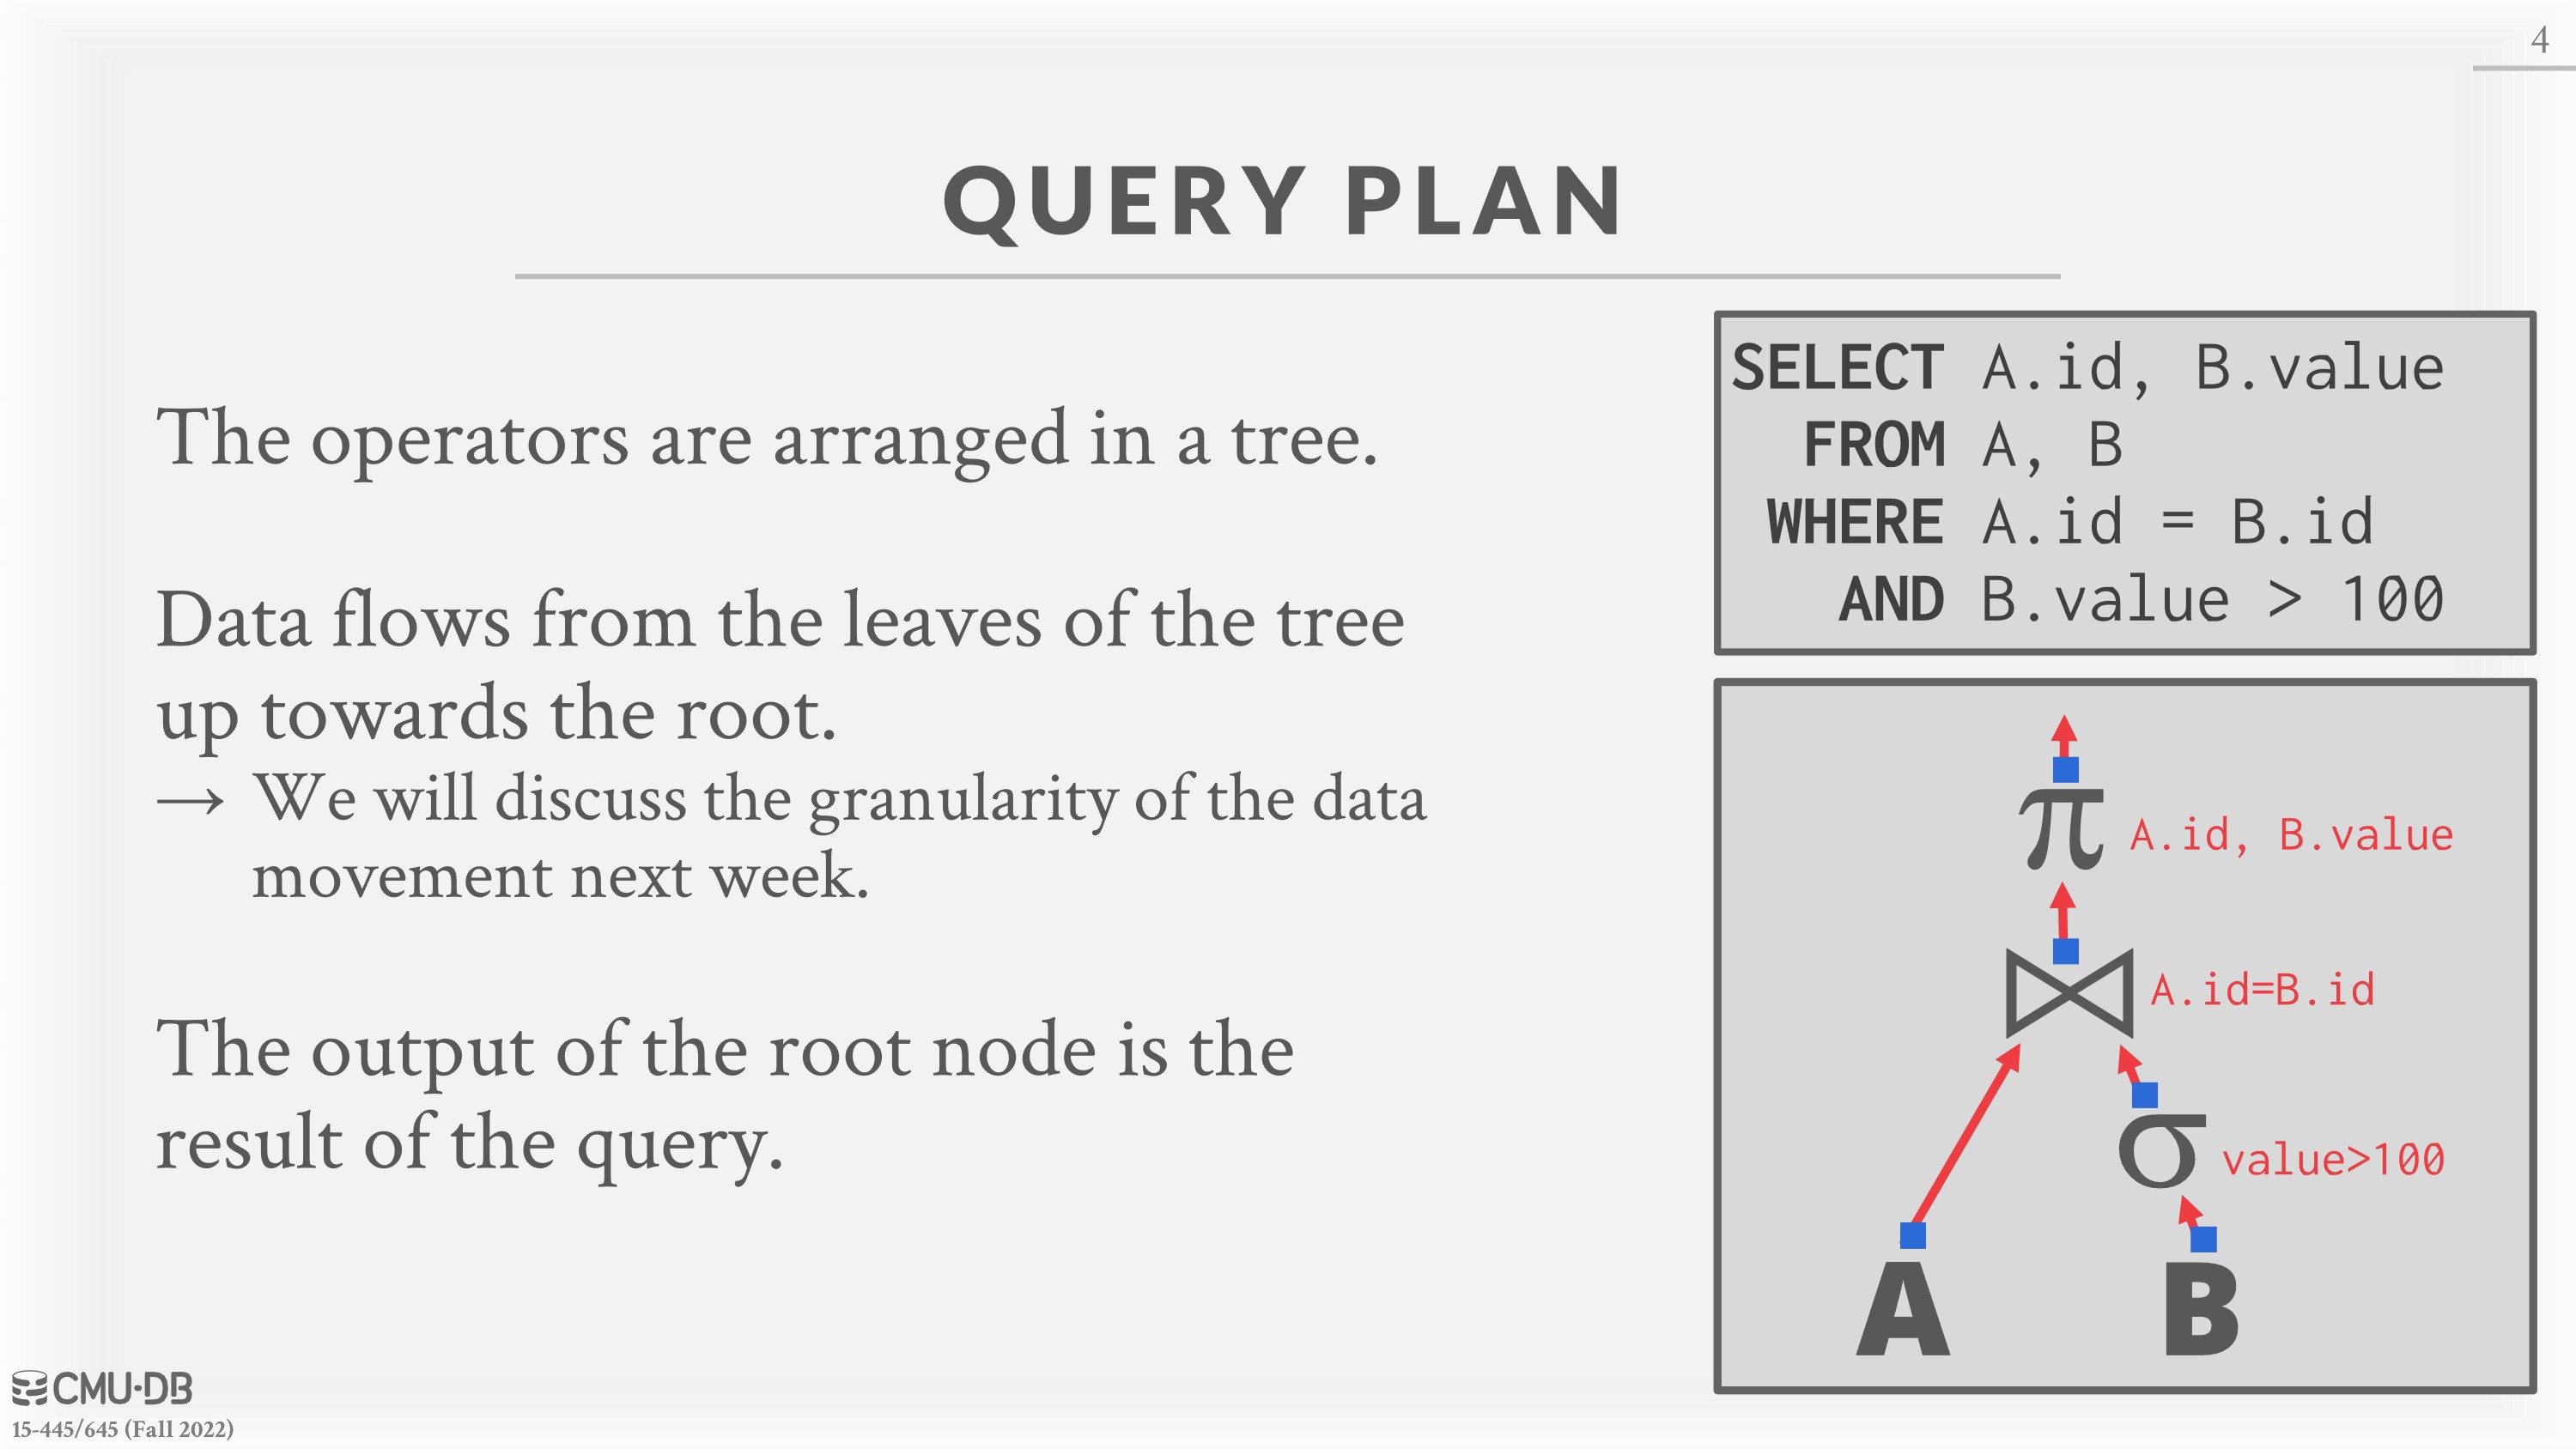 4
QUERY PLAN
The operators are arranged in a tree.
Data flows from the leaves of the tree
up towards the root.
→ We will discuss the granularity of the data
movement next week.
The output of the root node is the
result of the query.
SELECT A.id, B.value
FROM A, B
WHERE A.id = B.id
AND B.value > 100
π A.id, B.value
⋈ A.id=B.id
σ value>100
A B
CMU·DB
15-445/645 (Fall 2022)